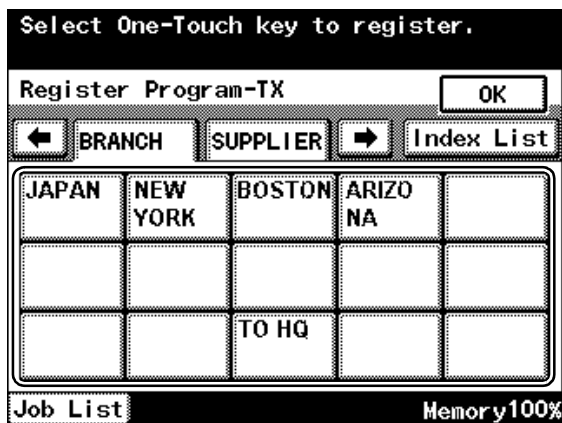 Select One-Touch key to register.
Register Program-TX OK
BRANCH SUPPLIER Index List
JAPAN NEW YORK BOSTON ARIZO NA
TO HQ
Job List Memory100%